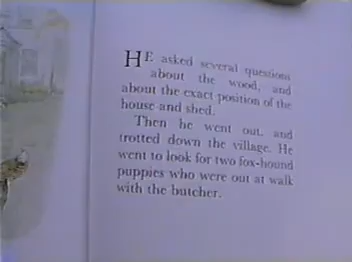 HE asked several questions
about the wood, and
about the exact position of the
house and shed.
Then he went out, and
trotted down the village. He
went to look for two fox-hound
puppies who were out at walk
with the butcher.